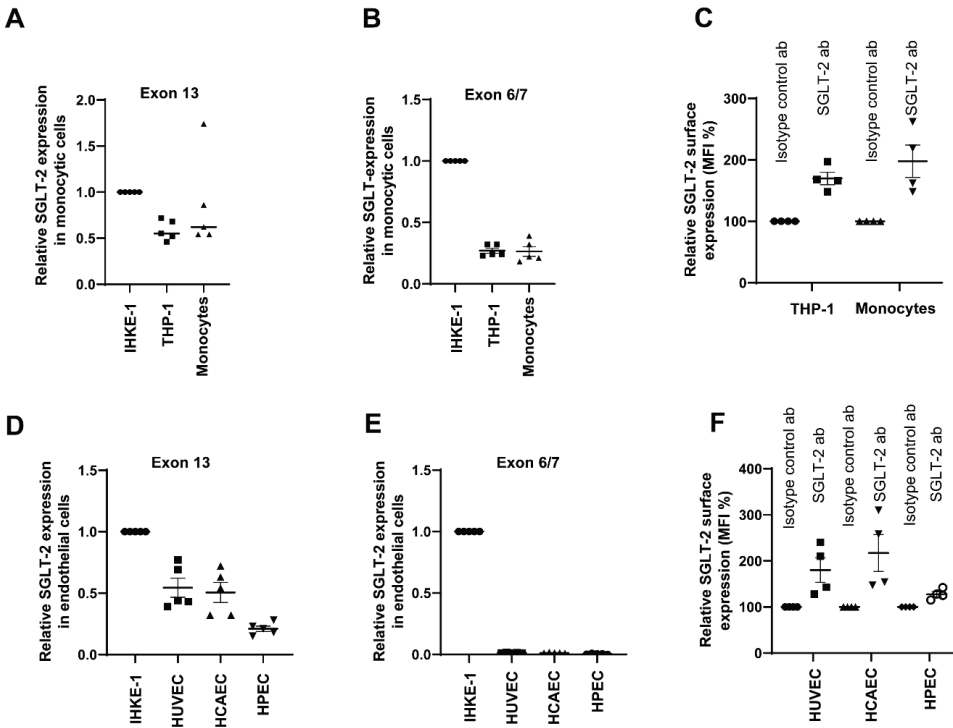 A
Relative SGLT-2 expression
in monocytic cells
Exon 13
2.0
1.5
1.0
0.5
0.0
IHKE-1
THP-1
Monocytes
B
Relative SGLT-expression
in monocytic cells
Exon 6/7
1.5
1.0
0.5
0.0
IHKE-1
THP-1
Monocytes
C
Relative SGLT-2 surface
expression (MFI %)
Isotype control ab
SGLT-2 ab
Isotype control ab
SGLT-2 ab
300
200
100
0
THP-1
Monocytes
D
Relative SGLT-2 expression
in endothelial cells
Exon 13
1.5
1.0
0.5
0.0
IHKE-1
HUVEC
HCAEC
HPEC
E
Relative SGLT-2 expression
in endothelial cells
Exon 6/7
1.5
1.0
0.5
0.0
IHKE-1
HUVEC
HCAEC
HPEC
F
Relative SGLT-2 surface
expression (MFI %)
Isotype control ab
SGLT-2 ab
Isotype control ab
SGLT-2 ab
Isotype control ab
SGLT-2 ab
400
300
200
100
0
HUVEC
HCAEC
HPEC